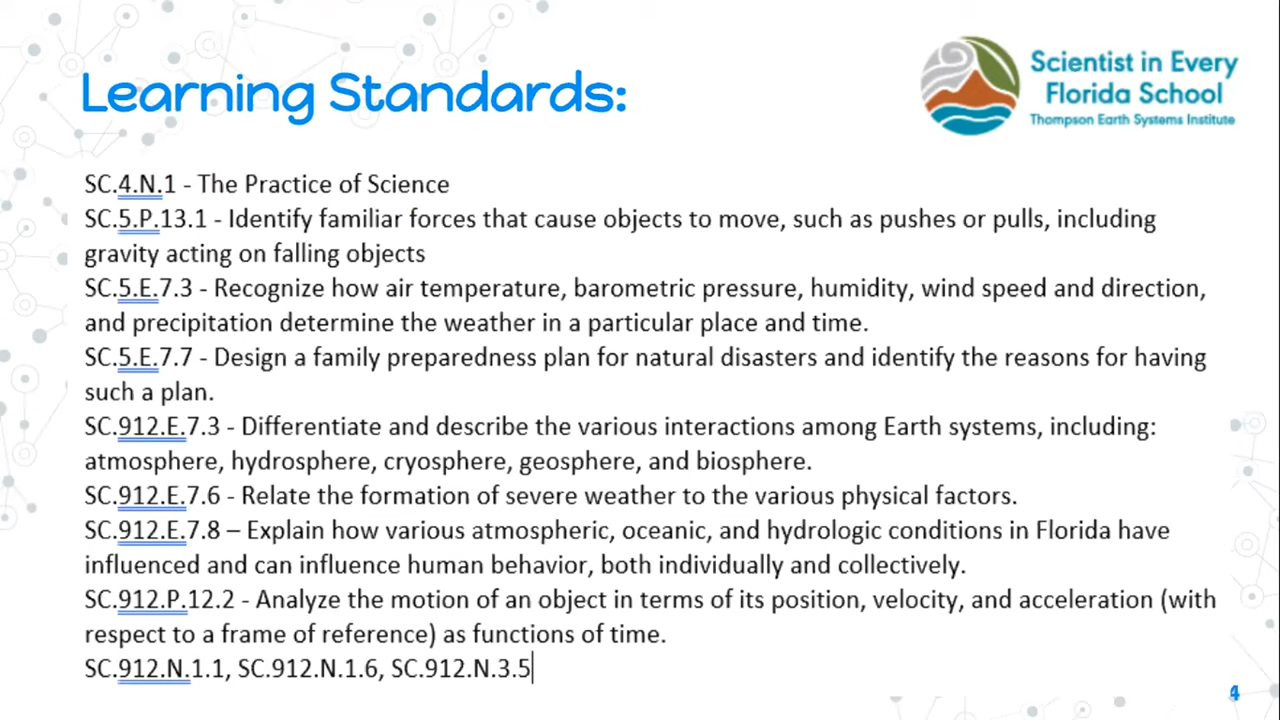 Learning Standards:
Scientist in Every
Florida School
Thompson Earth Systems Institute
SC.4.N.1 - The Practice of Science
SC.5.P.13.1 - Identify familiar forces that cause objects to move, such as pushes or pulls, including
gravity acting on falling objects
SC.5.E.7.3 - Recognize how air temperature, barometric pressure, humidity, wind speed and direction,
and precipitation determine the weather in a particular place and time.
SC.5.E.7.7 - Design a family preparedness plan for natural disasters and identify the reasons for having
such a plan.
SC.912.E.7.3 - Differentiate and describe the various interactions among Earth systems, including:
atmosphere, hydrosphere, cryosphere, geosphere, and biosphere.
SC.912.E.7.6 - Relate the formation of severe weather to the various physical factors.
SC.912.E.7.8 – Explain how various atmospheric, oceanic, and hydrologic conditions in Florida have
influenced and can influence human behavior, both individually and collectively.
SC.912.P.12.2 - Analyze the motion of an object in terms of its position, velocity, and acceleration (with
respect to a frame of reference) as functions of time.
SC.912.N.1.1, SC.912.N.1.6, SC.912.N.3.5
4